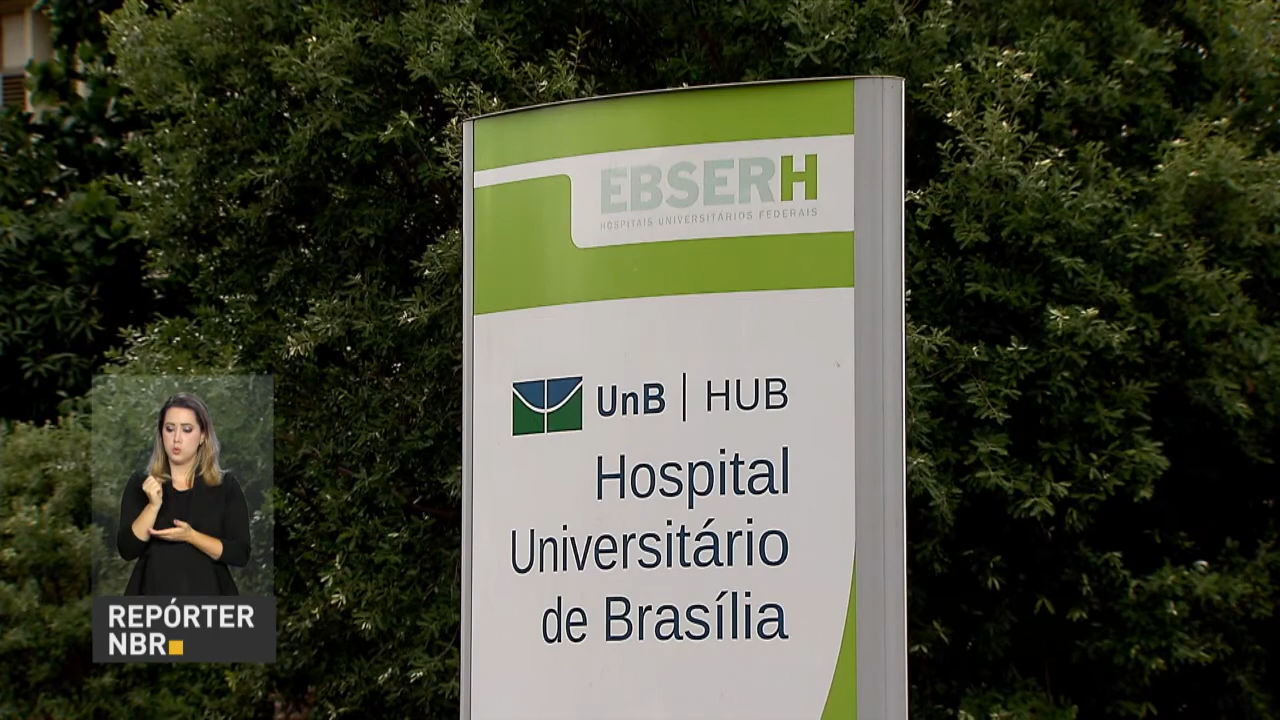 EBSERH
HOSPITAIS UNIVERSITÁRIOS FEDERAIS
UnB | HUB
Hospital
Universitário
de Brasília
REPÓRTER
NBR